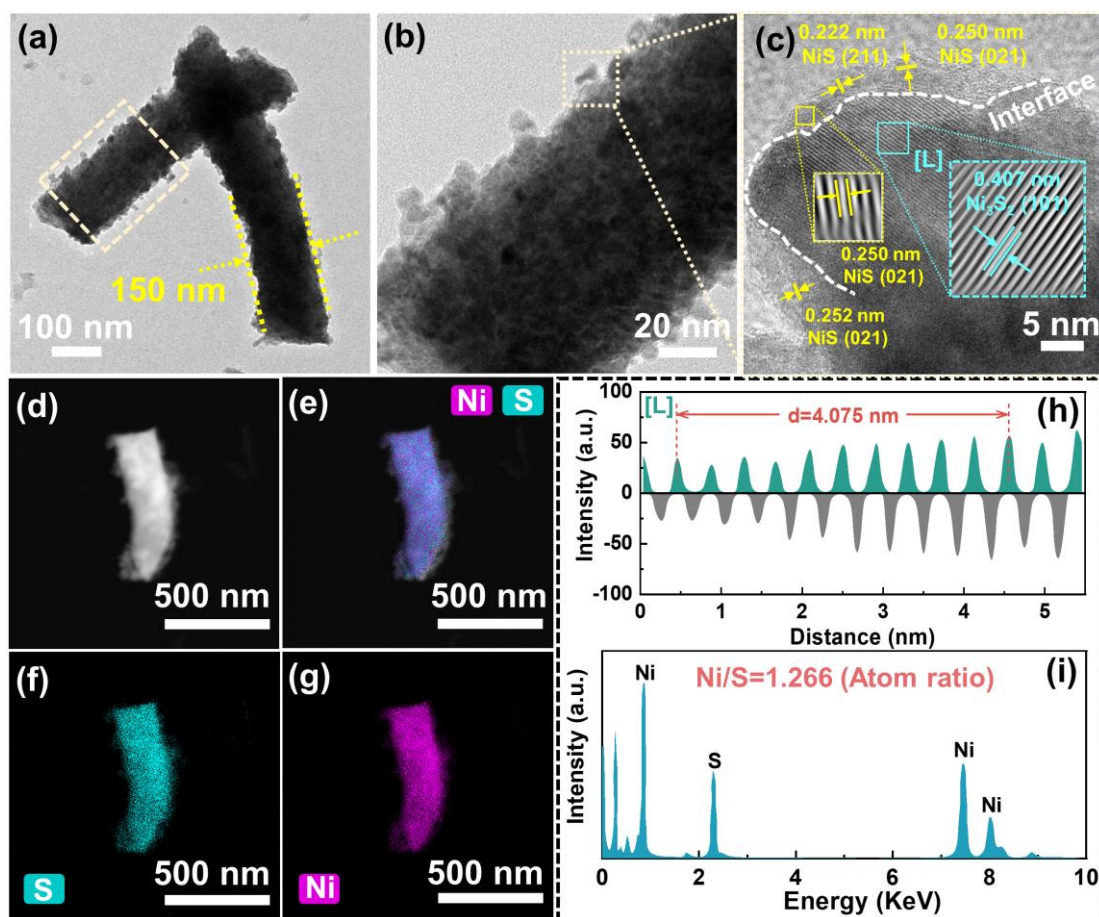 (a)
150 nm
100 nm
(b)
20 nm
(c)
0.222 nm
NiS (211)
0.250 nm
NiS (021)
Interface
[L]
0.407 nm
Ni₃S₂ (101)
0.250 nm
NiS (021)
0.252 nm
NiS (021)
5 nm
(d)
500 nm
(e)
Ni S
500 nm
(f)
S
500 nm
(g)
Ni
500 nm
(h)
[L]
d=4.075 nm
Intensity (a.u.)
100
50
0
-50
-100
0 1 2 3 4 5
Distance (nm)
(i)
Ni/S=1.266 (Atom ratio)
Intensity (a.u.)
Ni
S
Ni
Ni
0 2 4 6 8 10
Energy (KeV)